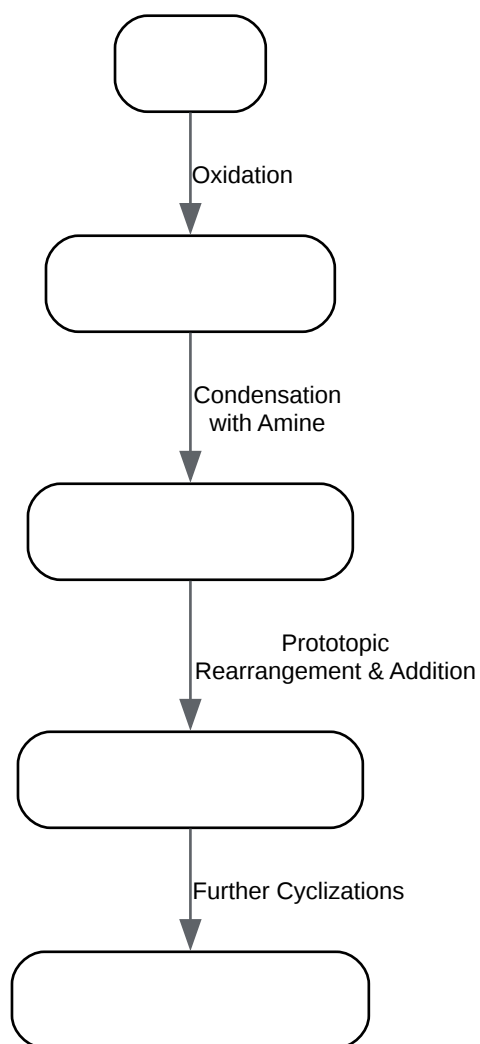 Oxidation
Condensation
with Amine
Prototopic
Rearrangement & Addition
Further Cyclizations